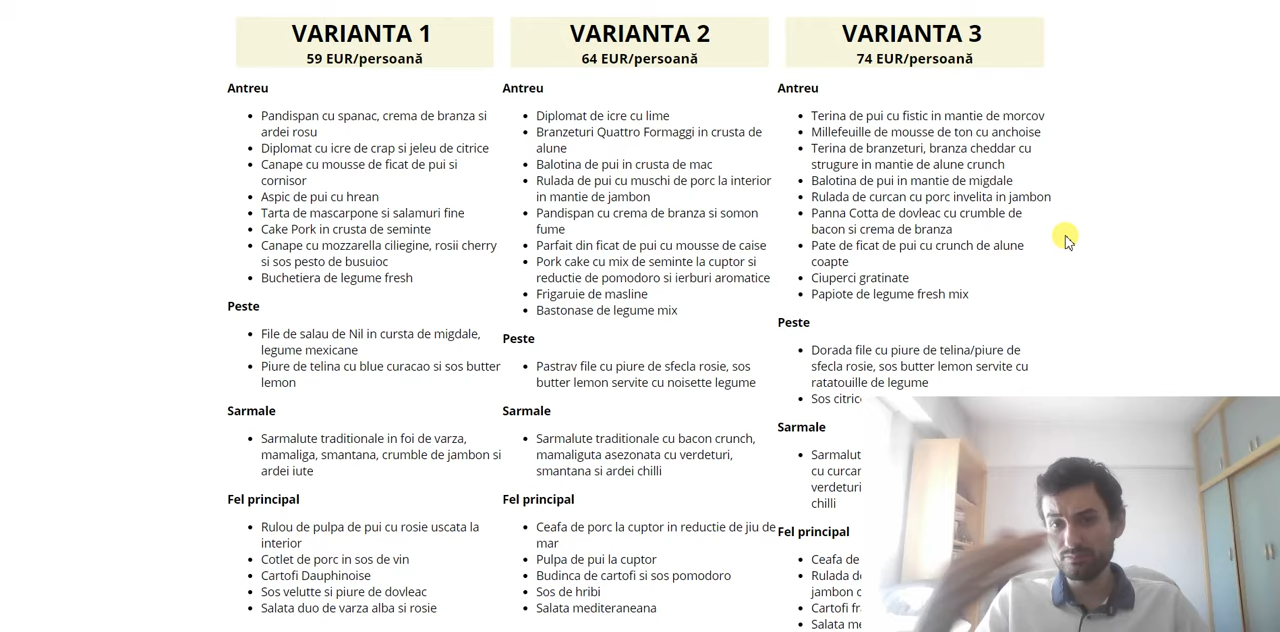 VARIANTA 1
59 EUR/persoană
Antreu
Pandispan cu spanac, crema de branza si
ardei rosu
Diplomat cu icre de crap si jeleu de citrice
Canape cu mousse de ficat de pui si
cornisor
Aspic de pui cu hrean
Tarta de mascarpone si salamuri fine
Cake Pork in crusta de seminte
Canape cu mozzarella ciliegine, rosii cherry
si sos pesto de busuioc
Buchetiera de legume fresh
Peste
File de salau de Nil in cursta de migdale,
legume mexicane
Piure de telina cu blue curacao si sos butter
lemon
Sarmale
Sarmalute traditionale in foi de varza,
mamaliga, smantana, crumble de jambon si
ardei iute
Fel principal
Rulou de pulpa de pui cu rosie uscata la
interior
Cotlet de porc in sos de vin
Cartofi Dauphinoise
Sos velutte si piure de dovleac
Salata duo de varza alba si rosie
VARIANTA 2
64 EUR/persoană
Antreu
Diplomat de icre cu lime
Branzeturi Quattro Formaggi in crusta de
alune
Balotina de pui in crusta de mac
Rulada de pui cu muschi de porc la interior
in mantie de jambon
Pandispan cu crema de branza si somon
fume
Parfait din ficat de pui cu mousse de caise
Pork cake cu mix de seminte la cuptor si
reductie de pomodoro si ierburi aromatice
Frigaruie de masline
Bastonase de legume mix
Peste
Pastrav file cu piure de sfecla rosie, sos
butter lemon servite cu noisette legume
Sarmale
Sarmalute traditionale cu bacon crunch,
mamaliguta asezonata cu verdeturi,
smantana si ardei chilli
Fel principal
Ceafa de porc la cuptor in reductie de jiu de
mar
Pulpa de pui la cuptor
Budinca de cartofi si sos pomodoro
Sos de hribi
Salata mediteraneana
VARIANTA 3
74 EUR/persoană
Antreu
Terina de pui cu fistic in mantie de morcov
Millefeuille de mousse de ton cu anchoise
Terina de branzeturi, branza cheddar cu
strugure in mantie de alune crunch
Balotina de pui in mantie de migdale
Rulada de curcan cu porc invelita in jambon
Panna Cotta de dovleac cu crumble de
bacon si crema de branza
Pate de ficat de pui cu crunch de alune
coapte
Ciuperci gratinate
Papiote de legume fresh mix
Peste
Dorada file cu piure de telina/piure de
sfecla rosie, sos butter lemon servite cu
ratatouille de legume
Sos citric
Sarmale
Sarmalut
cu curcar
verdeturi
chilli
Fel principal
Ceafa de
Rulada de
jambon c
Cartofi fr
Salata me